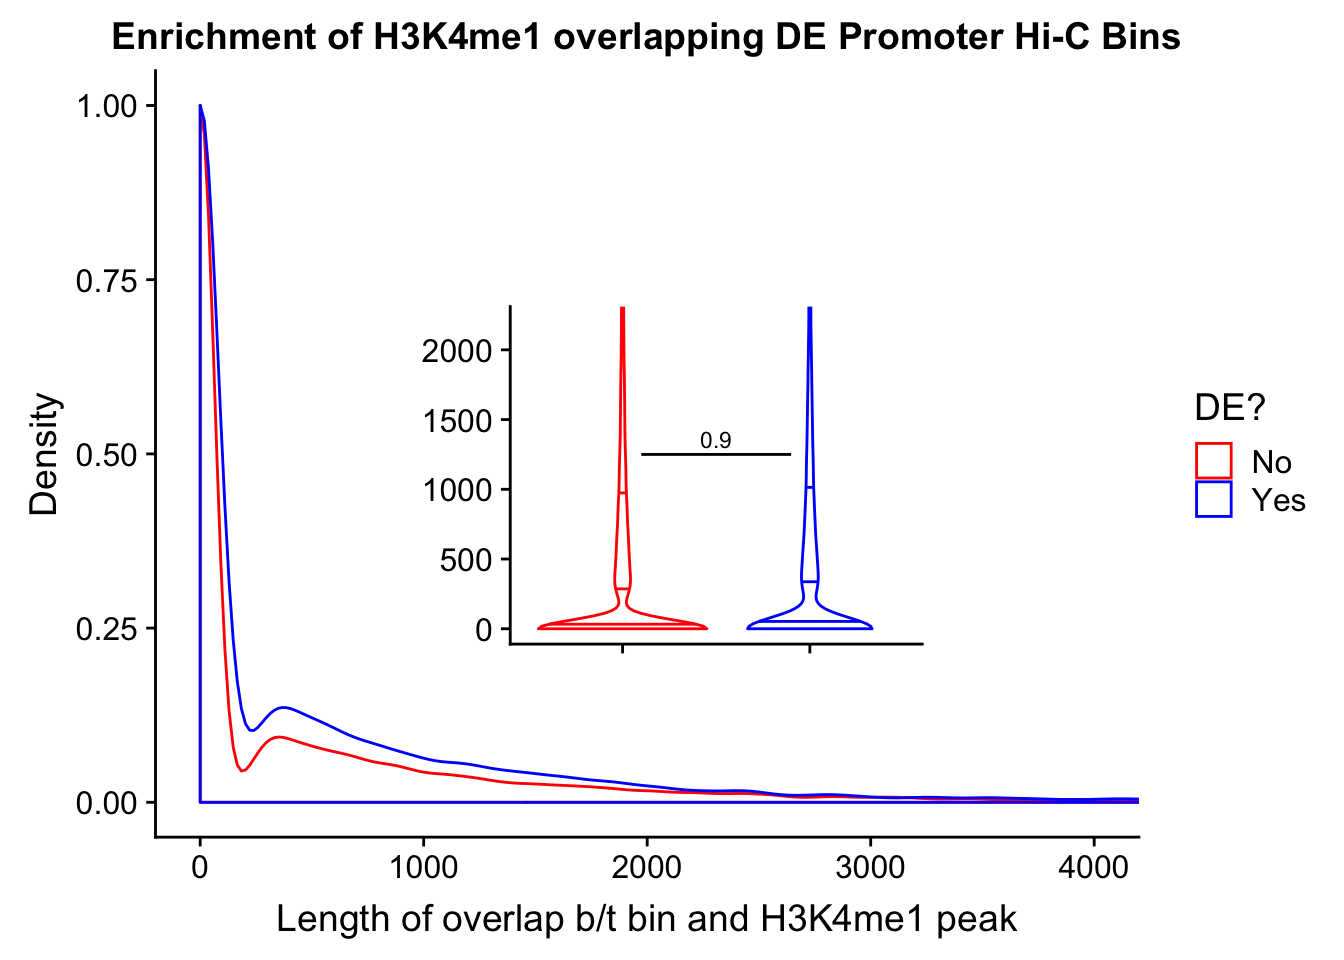 Enrichment of H3K4me1 overlapping DE Promoter Hi-C Bins
1.00
0.75
0.50
0.25
0.00
Density
0
1000
2000
3000
4000
Length of overlap b/t bin and H3K4me1 peak
2000
1500
1000
500
0
0.9
DE?
No
Yes